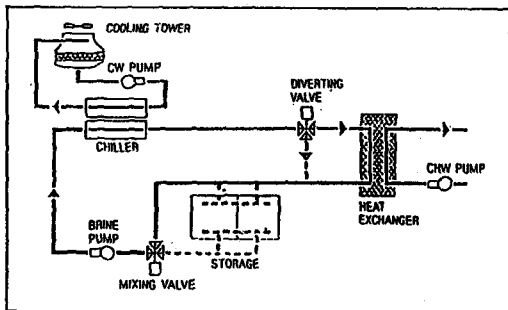 COOLING TOWER
CW PUMP
DIVERTING
VALVE
CHILLER
CHW PUMP
HEAT
EXCHANGER
BRINE
PUMP
STORAGE
MIXING VALVE